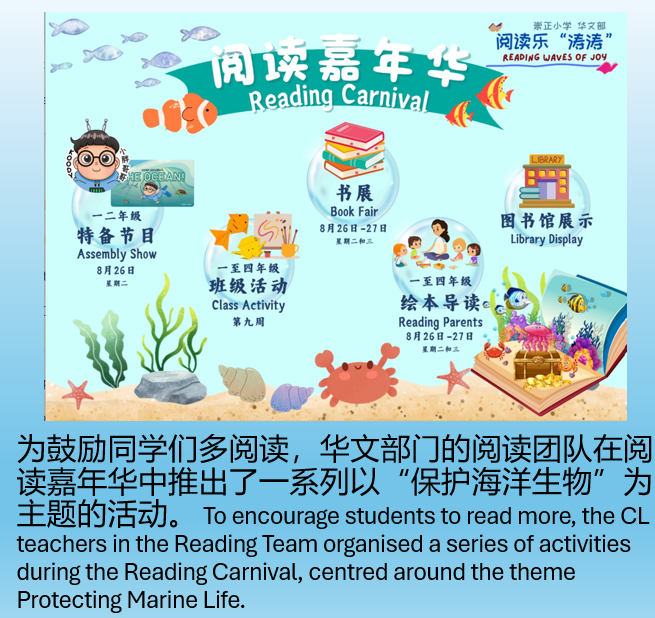 崇正小学 华文部
阅读乐“涛涛”
READING WAVES OF JOY
阅读嘉年华
Reading Carnival
THE OCEAN!
一二年级
特备节目
Assembly Show
8月26日
星期二
一至四年级
班级活动
Class Activity
第九周
书展
Book Fair
8月26日-27日
星期二和三
一至四年级
绘本导读
Reading Parents
8月26日-27日
星期二和三
LIBRARY
图书馆展示
Library Display
为鼓励同学们多阅读，华文部门的阅读团队在阅
读嘉年华中推出了一系列以“保护海洋生物”为
主题的活动。 To encourage students to read more, the CL
teachers in the Reading Team organised a series of activities
during the Reading Carnival, centred around the theme
Protecting Marine Life.